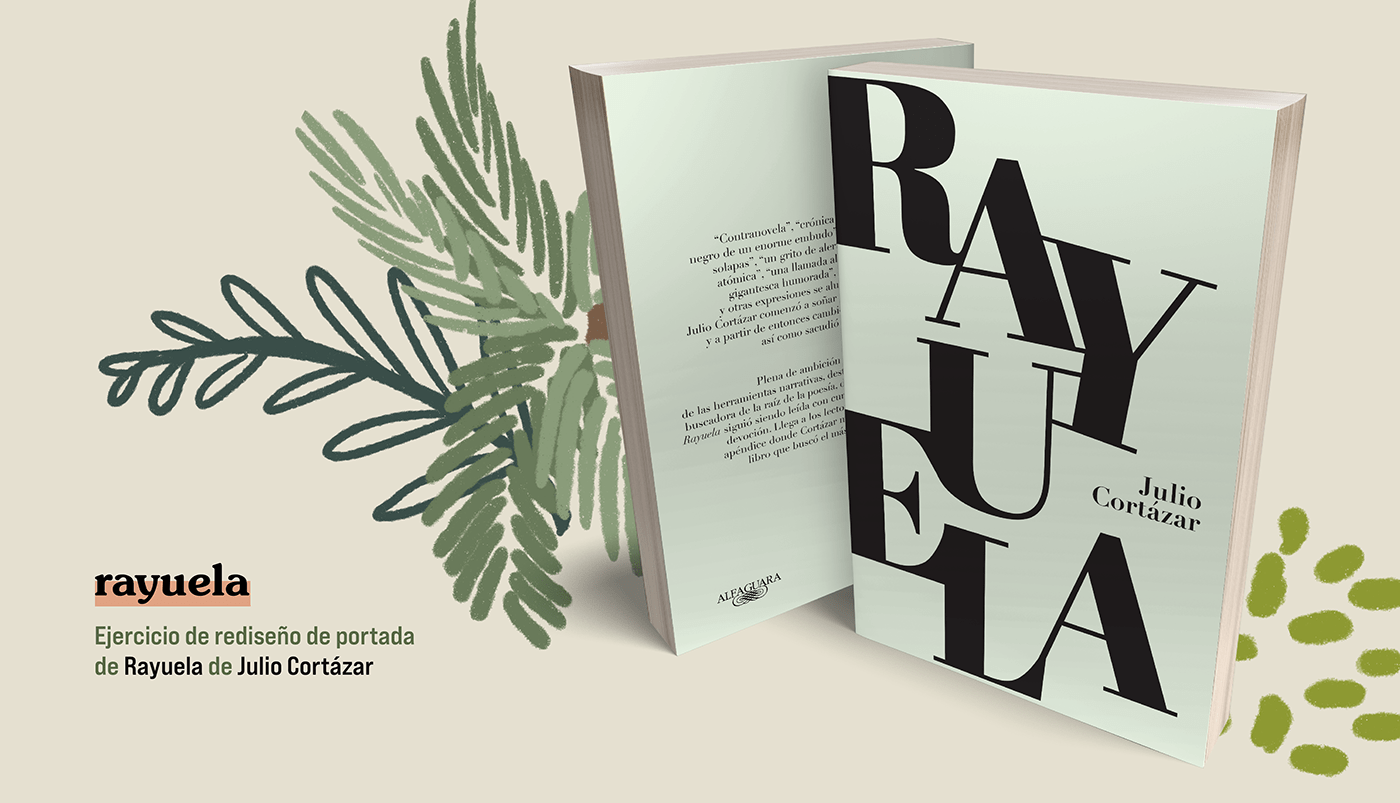 rayuela
Ejercicio de rediseño de portada
de Rayuela de Julio Cortázar
“Contranovela”, “crónica
negro de un enorme embudo”
solapas”, “un grito de aler
atómica”, “una llamada al
gigantesca humorada”,
y otras expresiones se alu
Julio Cortázar comenzó a soñar
y a partir de entonces cambi
así como sacudió
Plena de ambición
de las herramientas narrativas, des
buscadora de la raíz de la poesía,
Rayuela siguió siendo leída con cur
devoción. Llega a los lecto
apéndice donde Cortázar
libro que buscó el más
ALFAGUARA
RAY
U
ELA
Julio
Cortázar